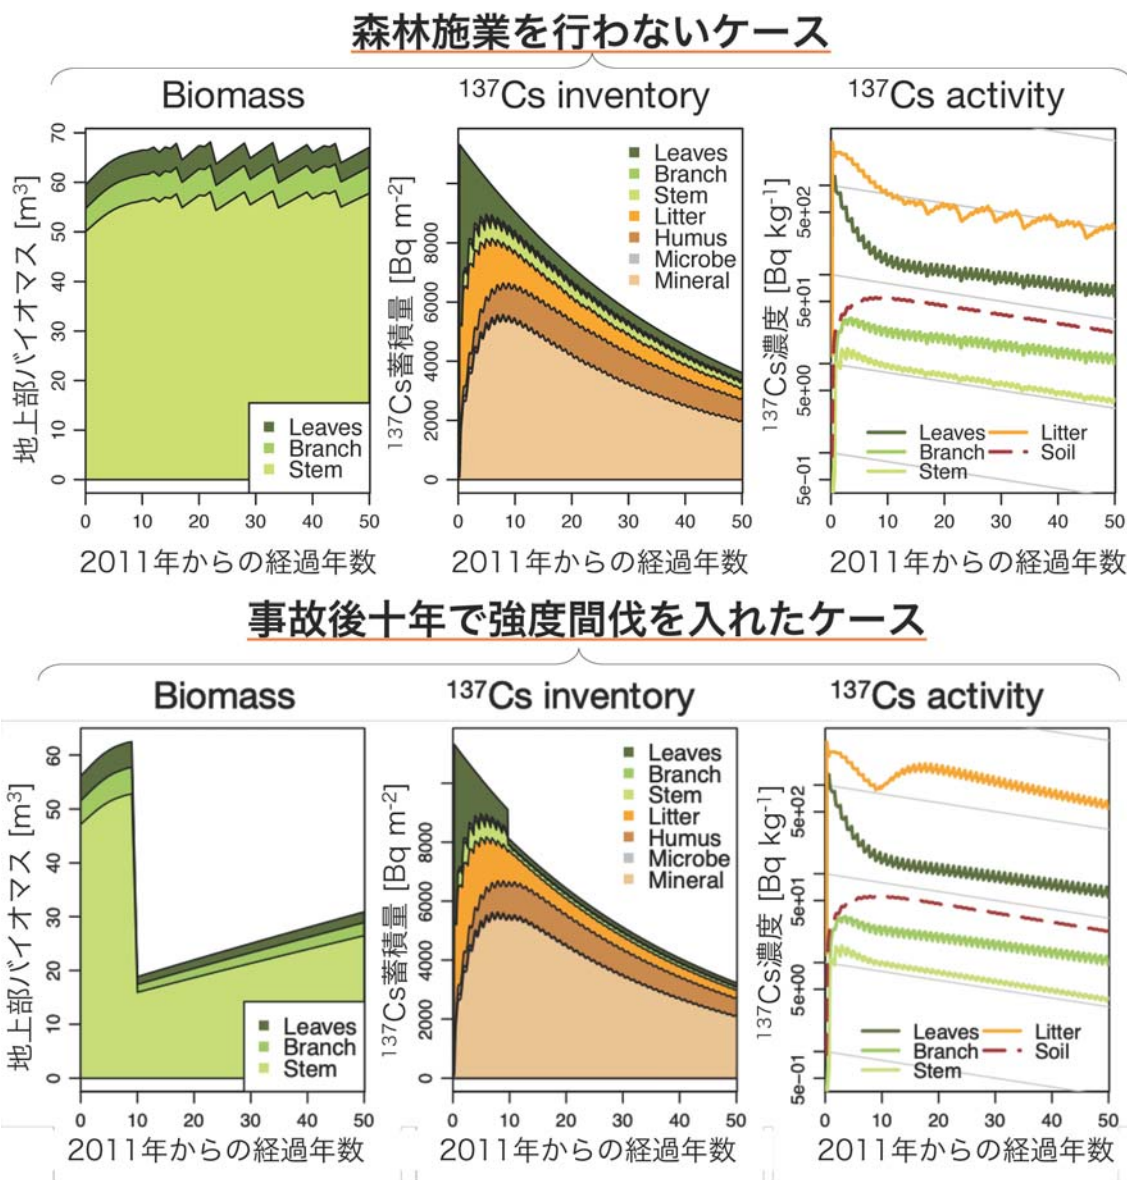 森林施業を行わないケース
Biomass
¹³⁷Cs inventory
¹³⁷Cs activity
地上部バイオマス [m³]
70
60
50
40
30
20
10
0
Leaves
Branch
Stem
0 10 20 30 40 50
2011年からの経過年数
¹³⁷Cs蓄積量 [Bq m⁻²]
8000
6000
4000
2000
0
Leaves
Branch
Stem
Litter
Humus
Microbe
Mineral
0 10 20 30 40 50
2011年からの経過年数
¹³⁷Cs濃度 [Bq kg⁻¹]
5e+02
5e+01
5e+00
5e−01
Leaves
Branch
Stem
Litter
Soil
0 10 20 30 40 50
2011年からの経過年数
事故後十年で強度間伐を入れたケース
Biomass
¹³⁷Cs inventory
¹³⁷Cs activity
地上部バイオマス [m³]
60
50
40
30
20
10
0
Leaves
Branch
Stem
0 10 20 30 40 50
2011年からの経過年数
¹³⁷Cs蓄積量 [Bq m⁻²]
8000
6000
4000
2000
0
Leaves
Branch
Stem
Litter
Humus
Microbe
Mineral
0 10 20 30 40 50
2011年からの経過年数
¹³⁷Cs濃度 [Bq kg⁻¹]
5e+02
5e+01
5e+00
5e−01
Leaves
Branch
Stem
Litter
Soil
0 10 20 30 40 50
2011年からの経過年数